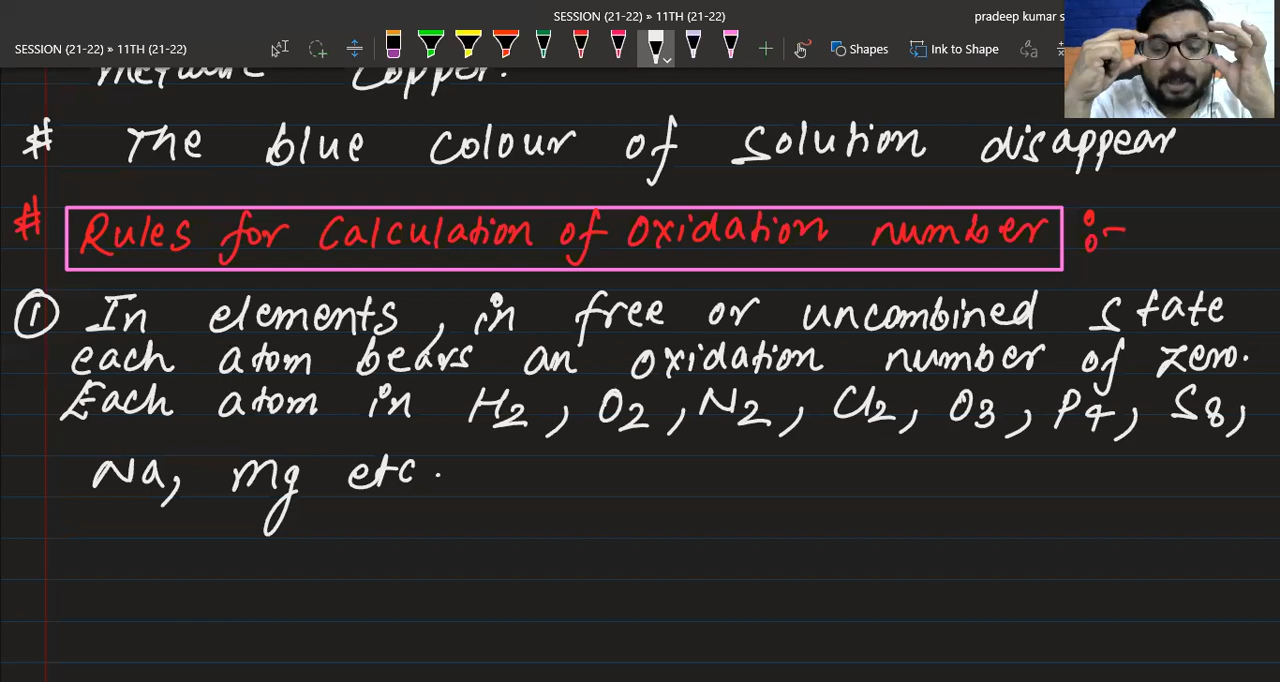 SESSION (21-22) » 11TH (21-22)
pradeep kumar s
SESSION (21-22) » 11TH (21-22)
Shapes
Ink to Shape
metallic Copper.
# The blue colour of solution disappear
# Rules for Calculation of Oxidation number :-
① In elements, in free or uncombined state
each atom bears an oxidation number of zero.
Each atom in H2, O2, N2, Cl2, O3, P4, S8,
Na, Mg etc.